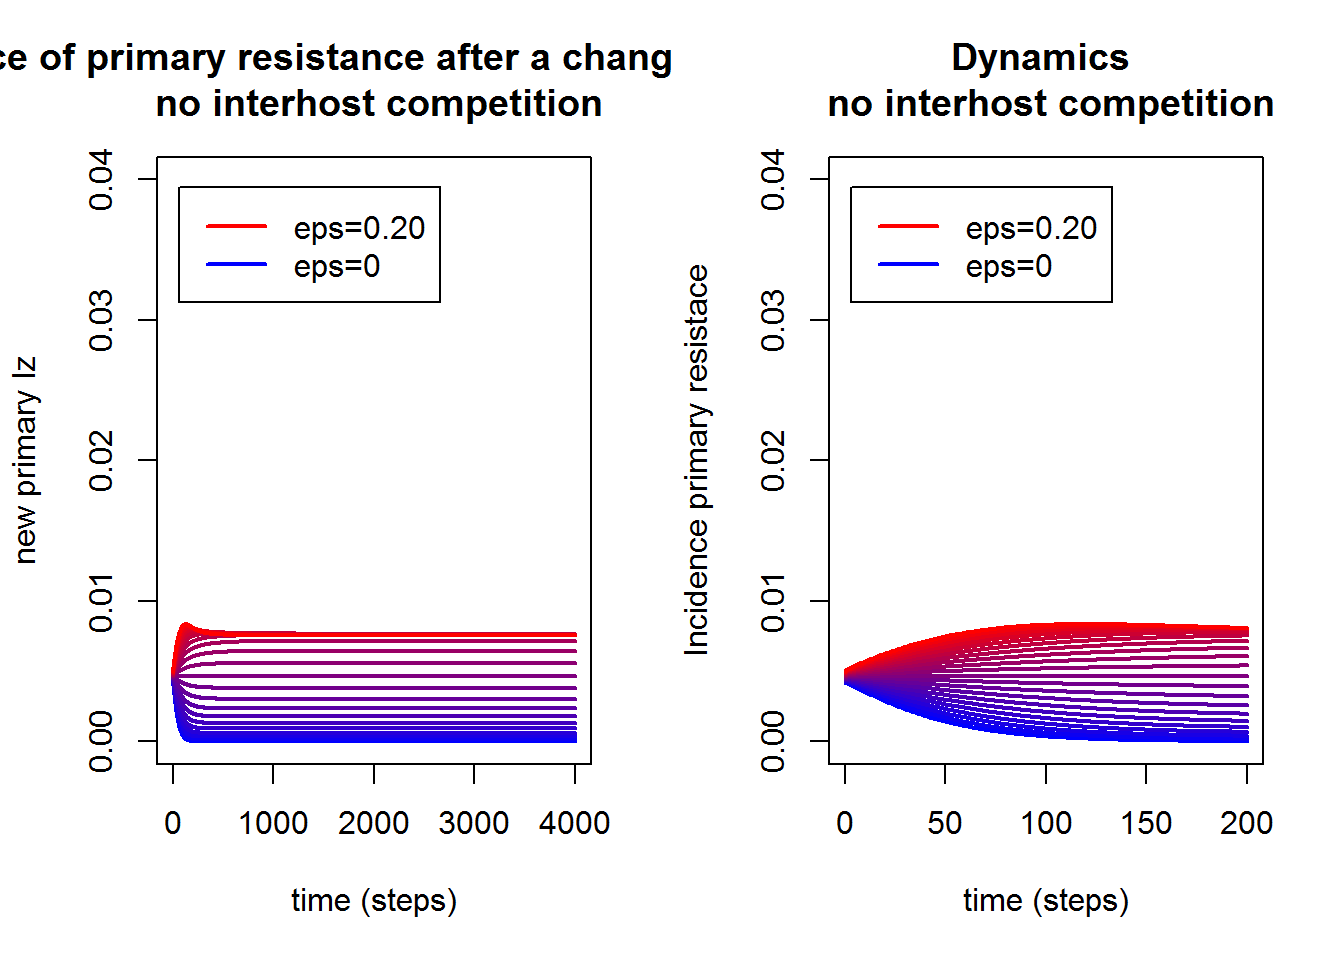 ce of primary resistance after a chang
no interhost competition
new primary Iz
0.04
0.03
0.02
0.01
0.00
eps=0.20
eps=0
0 1000 2000 3000 4000
time (steps)
Dynamics
no interhost competition
Incidence primary resistace
0.04
0.03
0.02
0.01
0.00
eps=0.20
eps=0
0 50 100 150 200
time (steps)